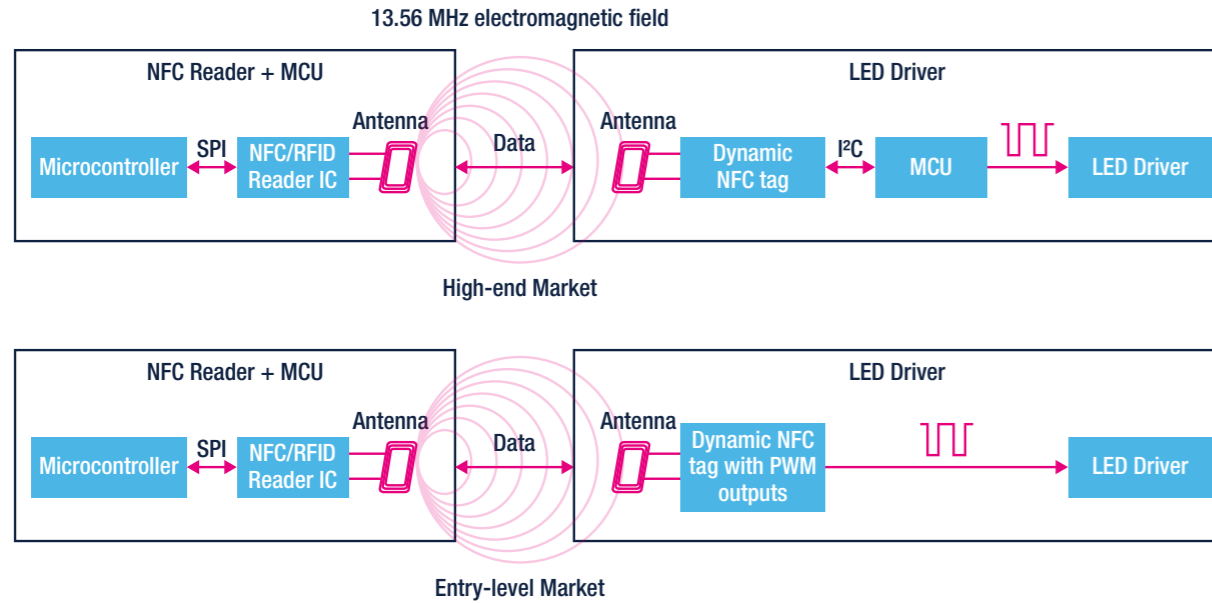 13.56 MHz electromagnetic field
NFC Reader + MCU
LED Driver
Antenna
Antenna
SPI
Data
I²C
Microcontroller
NFC/RFID
Reader IC
Dynamic
NFC tag
MCU
LED Driver
High-end Market
NFC Reader + MCU
LED Driver
Antenna
Antenna
SPI
Data
Microcontroller
NFC/RFID
Reader IC
Dynamic NFC
tag with PWM
outputs
LED Driver
Entry-level Market